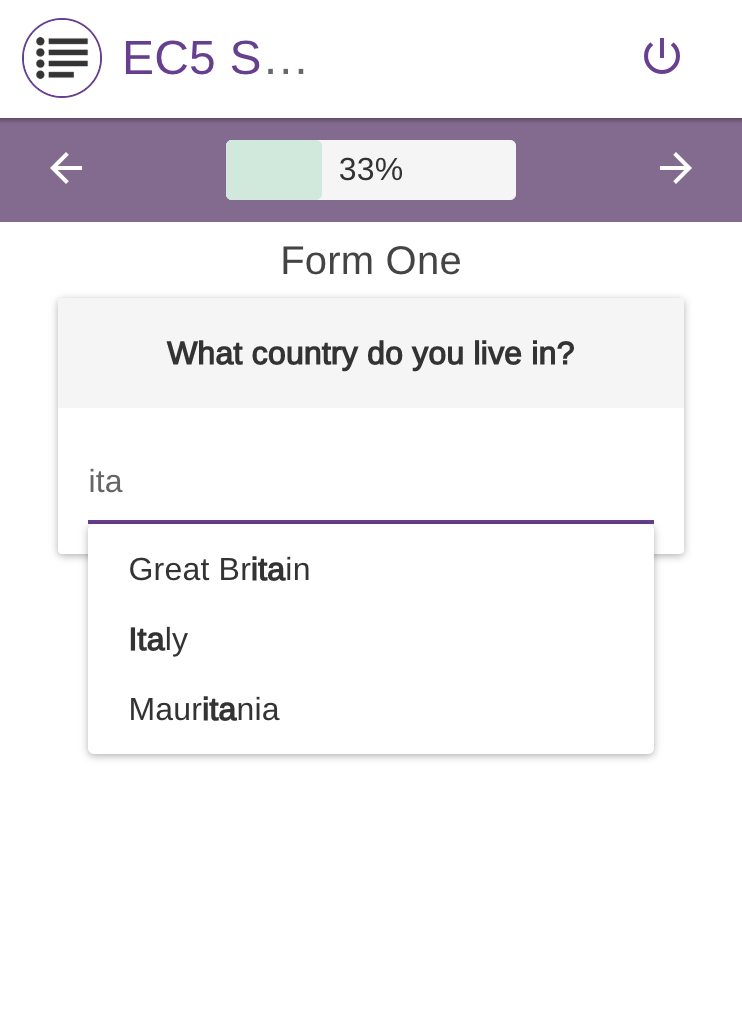 EC5 S...
33%
Form One
What country do you live in?
ita
Great Britain
Italy
Mauritania